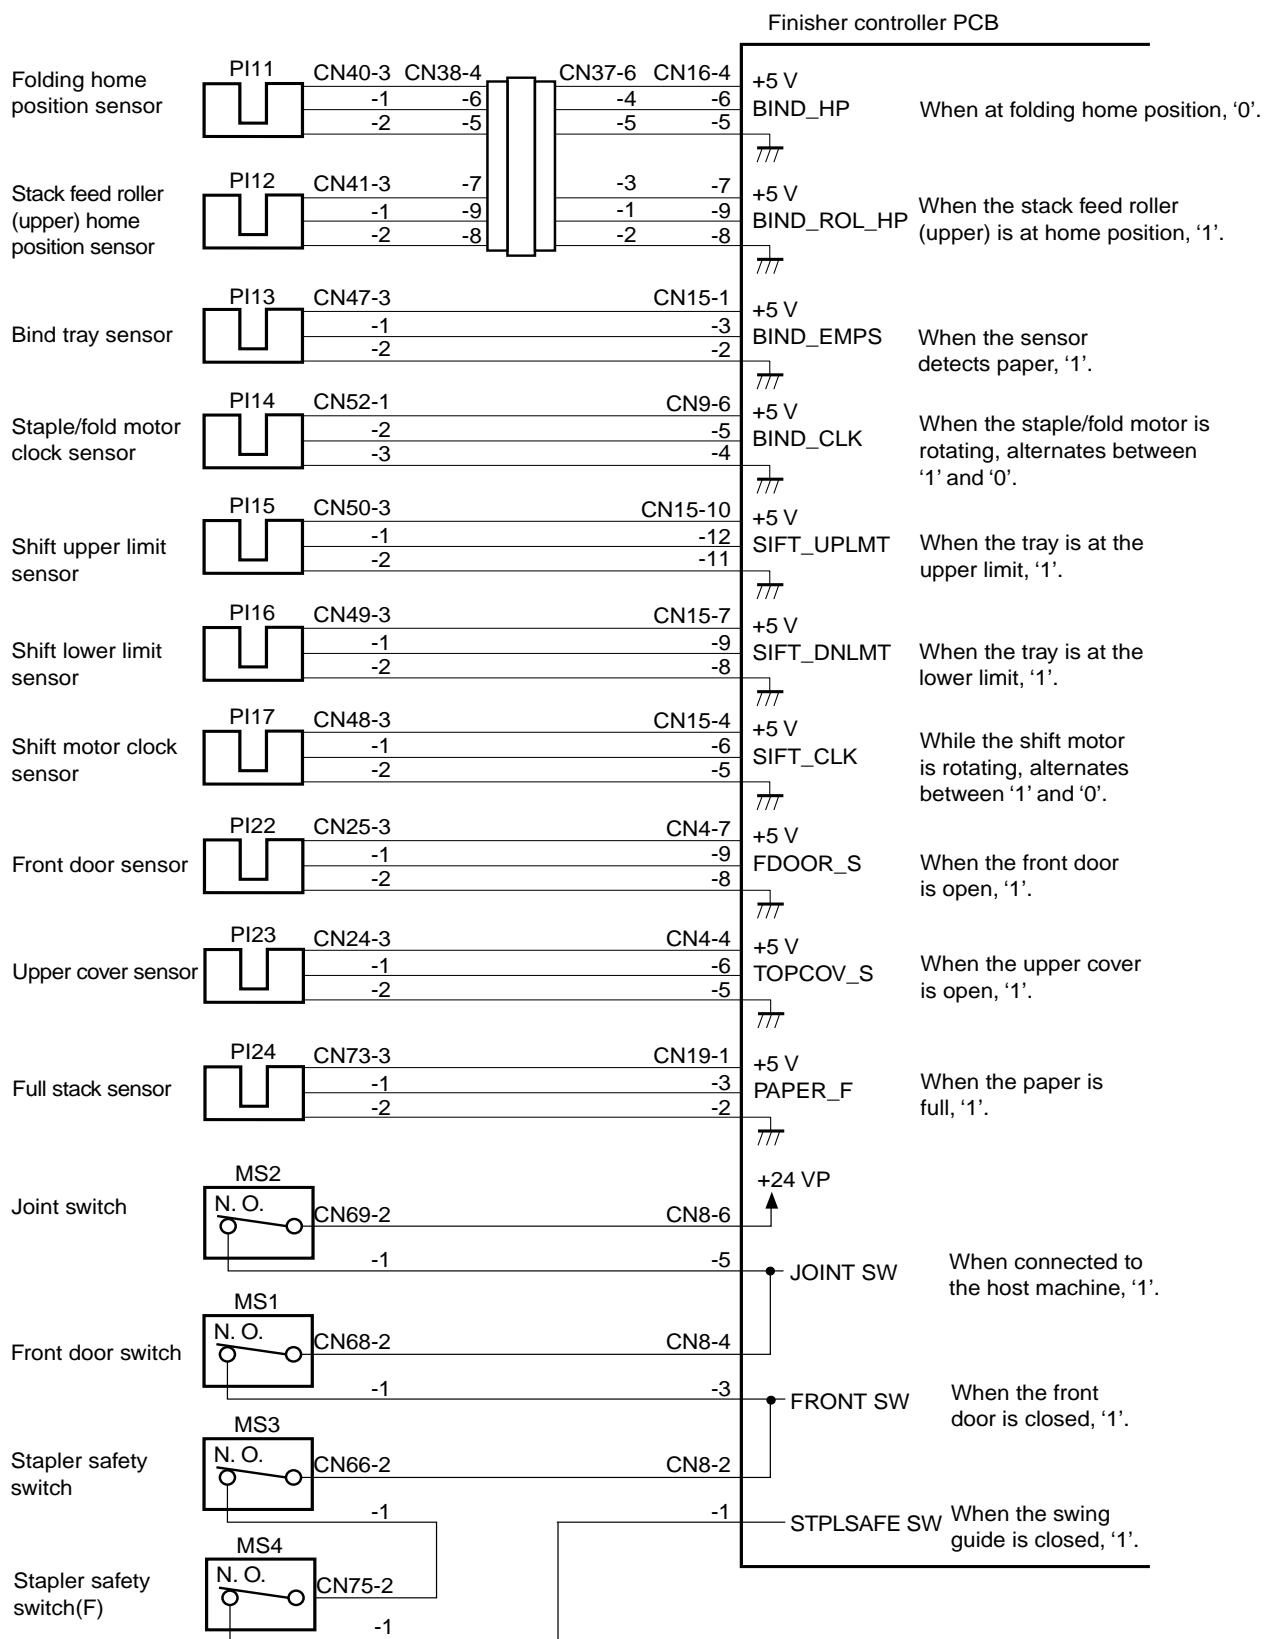 Finisher controller PCB
Folding home
position sensor
PI11
CN40-3 CN38-4 CN37-6 CN16-4
-1 -6 -4 -6
-2 -5 -5 -5
+5 V
BIND_HP
When at folding home position, ‘0’.
Stack feed roller
(upper) home
position sensor
PI12
CN41-3 -7 -3 -7
-1 -9 -1 -9
-2 -8 -2 -8
+5 V
BIND_ROL_HP
When the stack feed roller
(upper) is at home position, ‘1’.
Bind tray sensor
PI13
CN47-3 CN15-1
-1 -3
-2 -2
+5 V
BIND_EMPS
When the sensor
detects paper, ‘1’.
Staple/fold motor
clock sensor
PI14
CN52-1 CN9-6
-2 -5
-3 -4
+5 V
BIND_CLK
When the staple/fold motor is
rotating, alternates between
‘1’ and ‘0’.
Shift upper limit
sensor
PI15
CN50-3 CN15-10
-1 -12
-2 -11
+5 V
SIFT_UPLMT
When the tray is at the
upper limit, ‘1’.
Shift lower limit
sensor
PI16
CN49-3 CN15-7
-1 -9
-2 -8
+5 V
SIFT_DNLMT
When the tray is at the
lower limit, ‘1’.
Shift motor clock
sensor
PI17
CN48-3 CN15-4
-1 -6
-2 -5
+5 V
SIFT_CLK
While the shift motor
is rotating, alternates
between ‘1’ and ‘0’.
Front door sensor
PI22
CN25-3 CN4-7
-1 -9
-2 -8
+5 V
FDOOR_S
When the front door
is open, ‘1’.
Upper cover sensor
PI23
CN24-3 CN4-4
-1 -6
-2 -5
+5 V
TOPCOV_S
When the upper cover
is open, ‘1’.
Full stack sensor
PI24
CN73-3 CN19-1
-1 -3
-2 -2
+5 V
PAPER_F
When the paper is
full, ‘1’.
Joint switch
MS2
N. O.
CN69-2 CN8-6
-1 -5
+24 VP
JOINT SW
When connected to
the host machine, ‘1’.
Front door switch
MS1
N. O.
CN68-2 CN8-4
-1 -3
FRONT SW
When the front
door is closed, ‘1’.
Stapler safety
switch
MS3
N. O.
CN66-2 CN8-2
-1 -1
STPLSAFE SW
When the swing
guide is closed, ‘1’.
Stapler safety
switch(F)
MS4
N. O.
CN75-2
-1